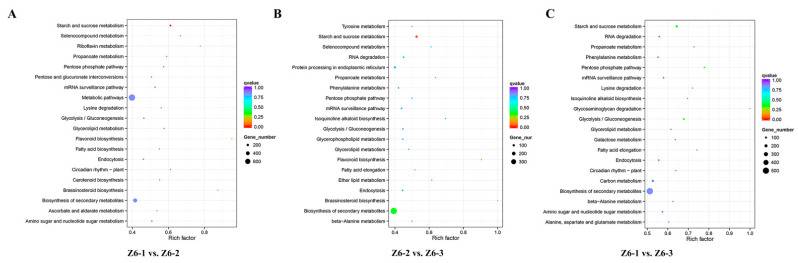 A
Starch and sucrose metabolism
Selenocompound metabolism
Riboflavin metabolism
Propanoate metabolism
Pentose phosphate pathway
Pentose and glucuronate interconversions
mRNA surveillance pathway
Metabolic pathways
Lysine degradation
Glycolysis / Gluconeogenesis
Glycerolipid metabolism
Flavonoid biosynthesis
Fatty acid biosynthesis
Endocytosis
Circadian rhythm − plant
Carotenoid biosynthesis
Brassinosteroid biosynthesis
Biosynthesis of secondary metabolites
Ascorbate and aldarate metabolism
Amino sugar and nucleotide sugar metabolism
0.4 0.6 0.8
Rich factor
qvalue
1.00
0.75
0.50
0.25
0.00
Gene_number
200
400
600
Z6-1 vs. Z6-2
B
Tyrosine metabolism
Starch and sucrose metabolism
Selenocompound metabolism
RNA degradation
Protein processing in endoplasmic reticulum
Propanoate metabolism
Phenylalanine metabolism
Pentose phosphate pathway
mRNA surveillance pathway
Isoquinoline alkaloid biosynthesis
Glycolysis / Gluconeogenesis
Glycerophospholipid metabolism
Glycerolipid metabolism
Flavonoid biosynthesis
Fatty acid elongation
Ether lipid metabolism
Endocytosis
Brassinosteroid biosynthesis
Biosynthesis of secondary metabolites
beta−Alanine metabolism
0.4 0.6 0.8 1.0
Rich factor
qvalue
1.00
0.75
0.50
0.25
0.00
Gene_nur
100
200
300
Z6-2 vs. Z6-3
C
Starch and sucrose metabolism
RNA degradation
Propanoate metabolism
Phenylalanine metabolism
Pentose phosphate pathway
mRNA surveillance pathway
Lysine degradation
Isoquinoline alkaloid biosynthesis
Glycosaminoglycan degradation
Glycolysis / Gluconeogenesis
Glycerolipid metabolism
Galactose metabolism
Fatty acid elongation
Endocytosis
Circadian rhythm − plant
Carbon metabolism
Biosynthesis of secondary metabolites
beta−Alanine metabolism
Amino sugar and nucleotide sugar metabolism
Alanine, aspartate and glutamate metabolism
0.5 0.6 0.7 0.8 0.9 1.0
Rich factor
qvalue
1.00
0.75
0.50
0.25
0.00
Gene_number
100
200
300
400
500
Z6-1 vs. Z6-3